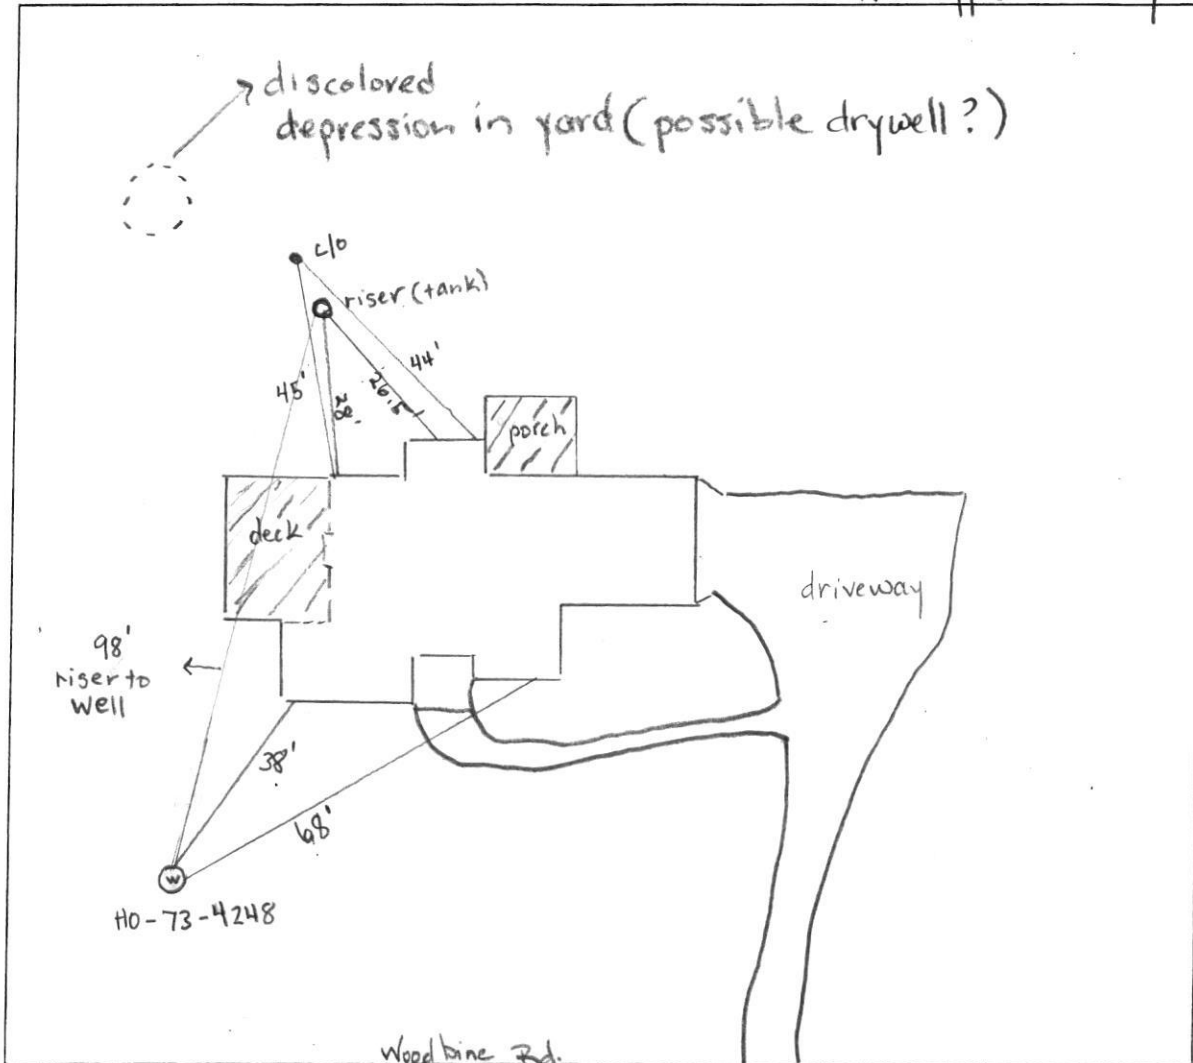 discolored
depression in yard (possible drywell?)
c/o
riser (tank)
44'
45'
26.5'
28'
porch
deck
driveway
98'
riser to
well
38'
68'
W
HO-73-4248
Woodbine Rd.